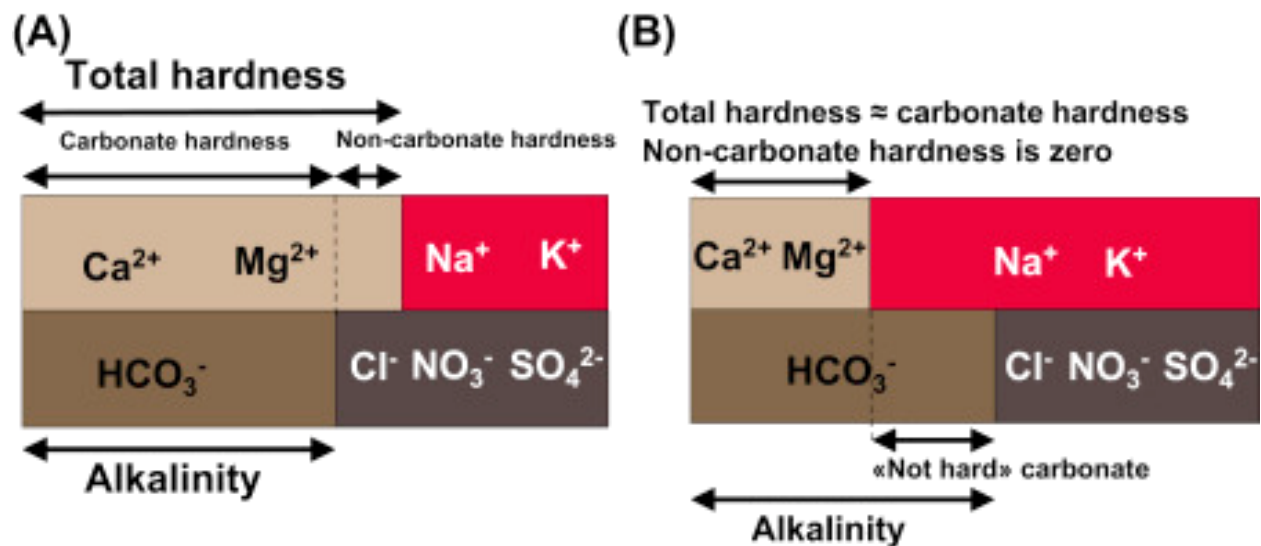 (A)
Total hardness
Carbonate hardness Non-carbonate hardness
Ca²⁺ Mg²⁺ Na⁺ K⁺
HCO₃⁻ Cl⁻ NO₃⁻ SO₄²⁻
Alkalinity
(B)
Total hardness ≈ carbonate hardness
Non-carbonate hardness is zero
Ca²⁺ Mg²⁺ Na⁺ K⁺
HCO₃⁻ Cl⁻ NO₃⁻ SO₄²⁻
«Not hard» carbonate
Alkalinity